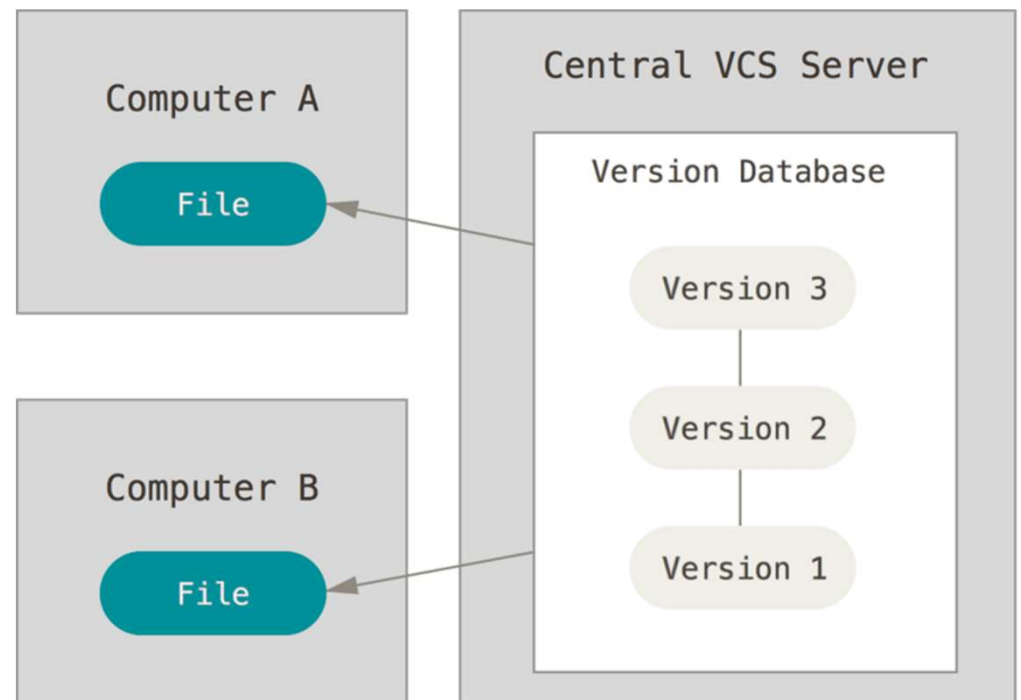 Computer A
File
Computer B
File
Central VCS Server
Version Database
Version 3
Version 2
Version 1